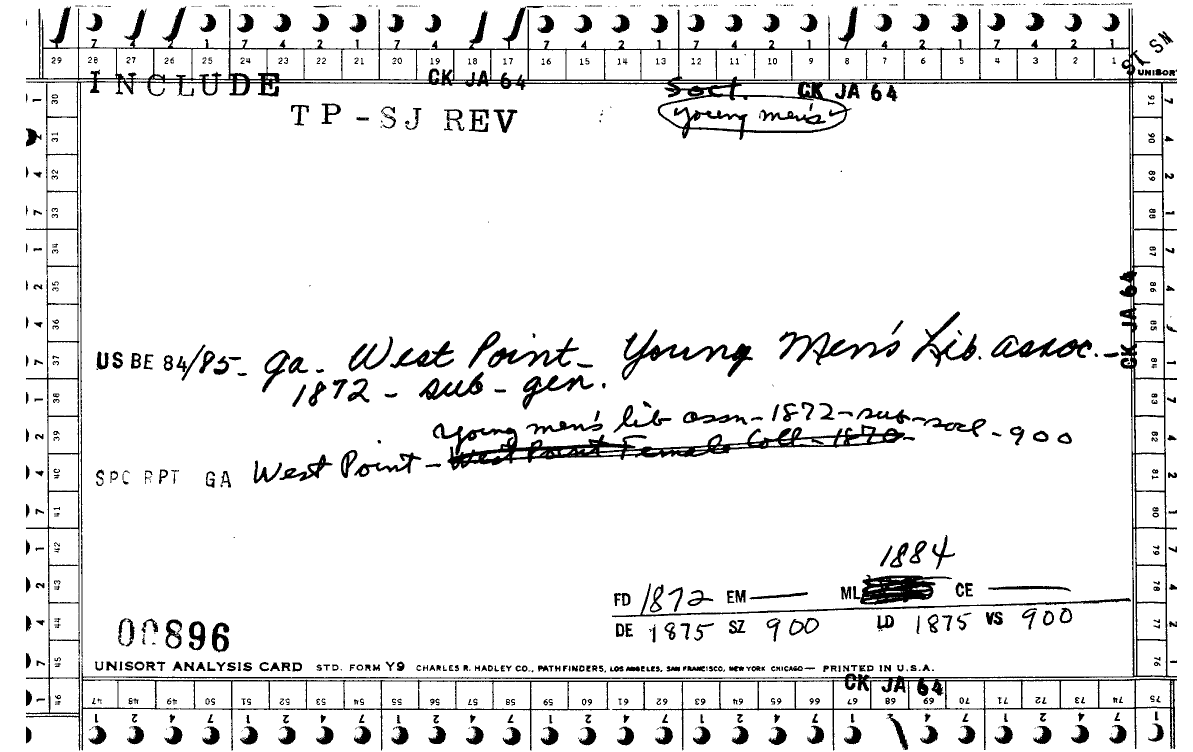 7 4 2 1 7 4 2 1 7 4 2 1 7 4 2 1 7 4 2 1 7 4 2 1
29 28 27 26 25 24 23 22 21 20 19 18 17 16 15 14 13 12 11 10 9 8 7 6 5 4 3 2 1
ST SN
UNISORT
INCLUDE
CK JA 64
Soct.
CK JA 64
TP-SJ REV
young men's
30 31 32 33 34 35 36 37 38 39 40 41 42 43 44 45 46
91 90 89 88 87 86 85 84 83 82 81 80 79 78 77 76
CK JA 64
US BE 84/85- Ga. West Point- Young Men's Lib. assoc.-
1872 - sub - gen.
young men's lib assn-1872-sub-socl-900
SPC RPT GA West Point - West Point Female Coll-1870-
1884
FD 1872 EM — ML CE —
DE 1875 SZ 900 LD 1875 VS 900
00896
UNISORT ANALYSIS CARD STD. FORM Y9 CHARLES R. HADLEY CO., PATHFINDERS, LOS ANGELES, SAN FRANCISCO, NEW YORK CHICAGO — PRINTED IN U.S.A.
CK JA 64
47 48 49 50 51 52 53 54 55 56 57 58 59 60 61 62 63 64 65 66 67 68 69 70 71 72 73 74 75
1 2 4 7 1 2 4 7 1 2 4 7 1 2 4 7 1 2 4 7 1 2 4 7 1 2 4 7 1